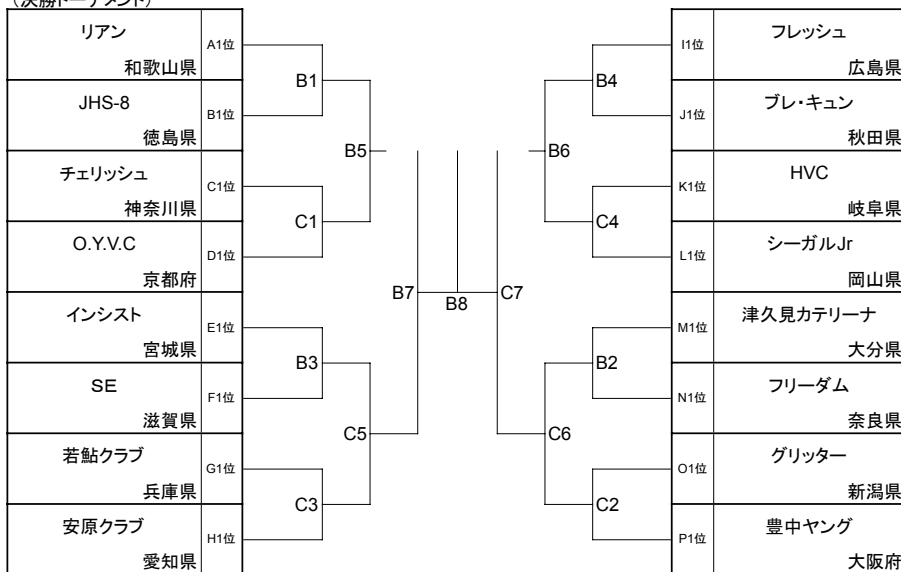 （決勝トーナメント）
リアン
A1位
和歌山県
JHS-8
B1位
徳島県
チェリッシュ
C1位
神奈川県
O.Y.V.C
D1位
京都府
インシスト
E1位
宮城県
SE
F1位
滋賀県
若鮎クラブ
G1位
兵庫県
安原クラブ
H1位
愛知県
B1
B5
C1
B7
B3
C5
C3
B8
B4
B6
C4
C7
B2
C6
C2
I1位
フレッシュ
広島県
J1位
ブレ・キュン
秋田県
K1位
HVC
岐阜県
L1位
シーガルJr
岡山県
M1位
津久見カテリーナ
大分県
N1位
フリーダム
奈良県
O1位
グリッター
新潟県
P1位
豊中ヤング
大阪府